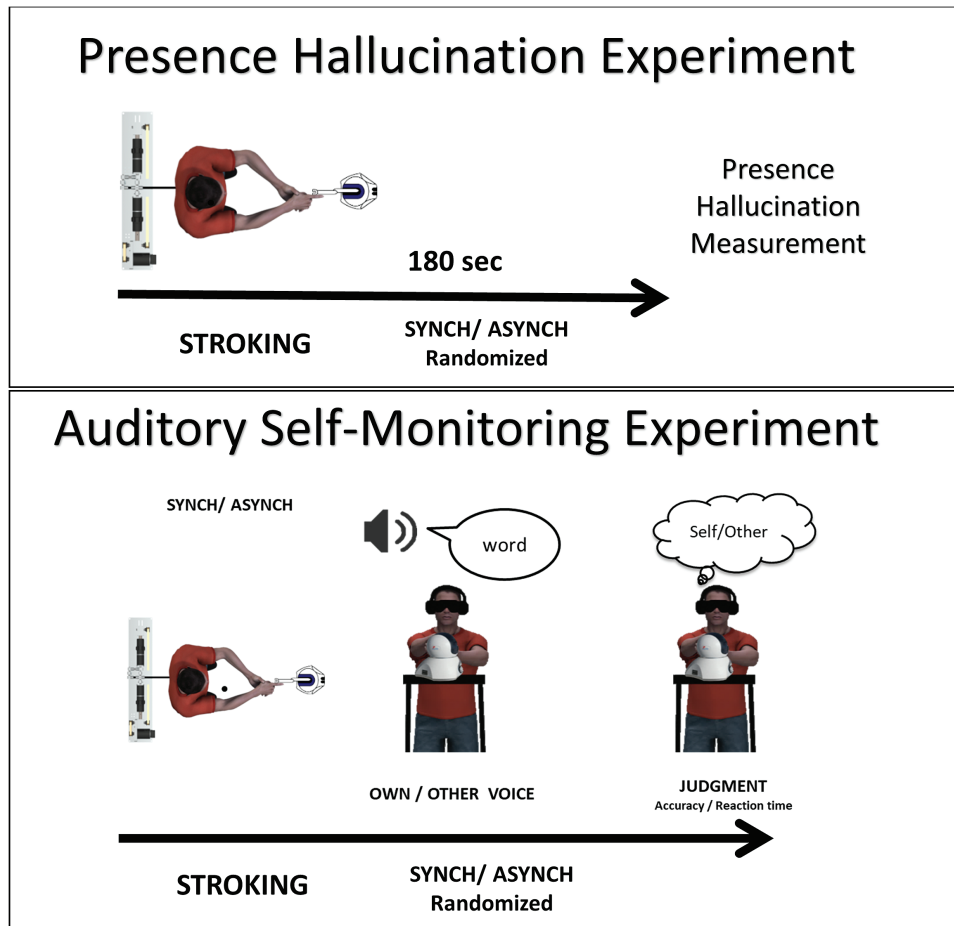 Presence Hallucination Experiment
Presence
Hallucination
Measurement
180 sec
STROKING
SYNCH/ ASYNCH
Randomized
Auditory Self-Monitoring Experiment
SYNCH/ ASYNCH
word
Self/Other
OWN / OTHER VOICE
JUDGMENT
Accuracy / Reaction time
STROKING
SYNCH/ ASYNCH
Randomized